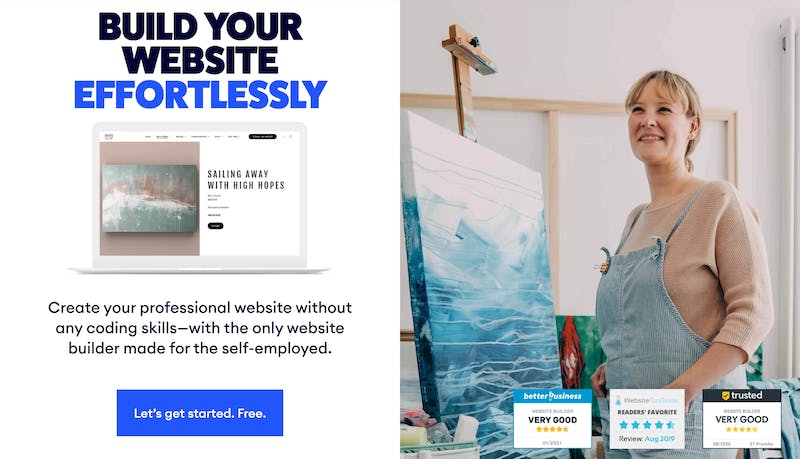 BUILD YOUR
WEBSITE
EFFORTLESSLY
SAILING AWAY
WITH HIGH HOPES
Create your professional website without
any coding skills—with the only website
builder made for the self-employed.
Let's get started. Free.
better business
WEBSITE BUILDER
VERY GOOD
01/2021
WebsiteToolTester
READERS' FAVORITE
Review: Aug 2019
trusted
WEBSITE BUILDER
VERY GOOD
08/2020 27 Provider